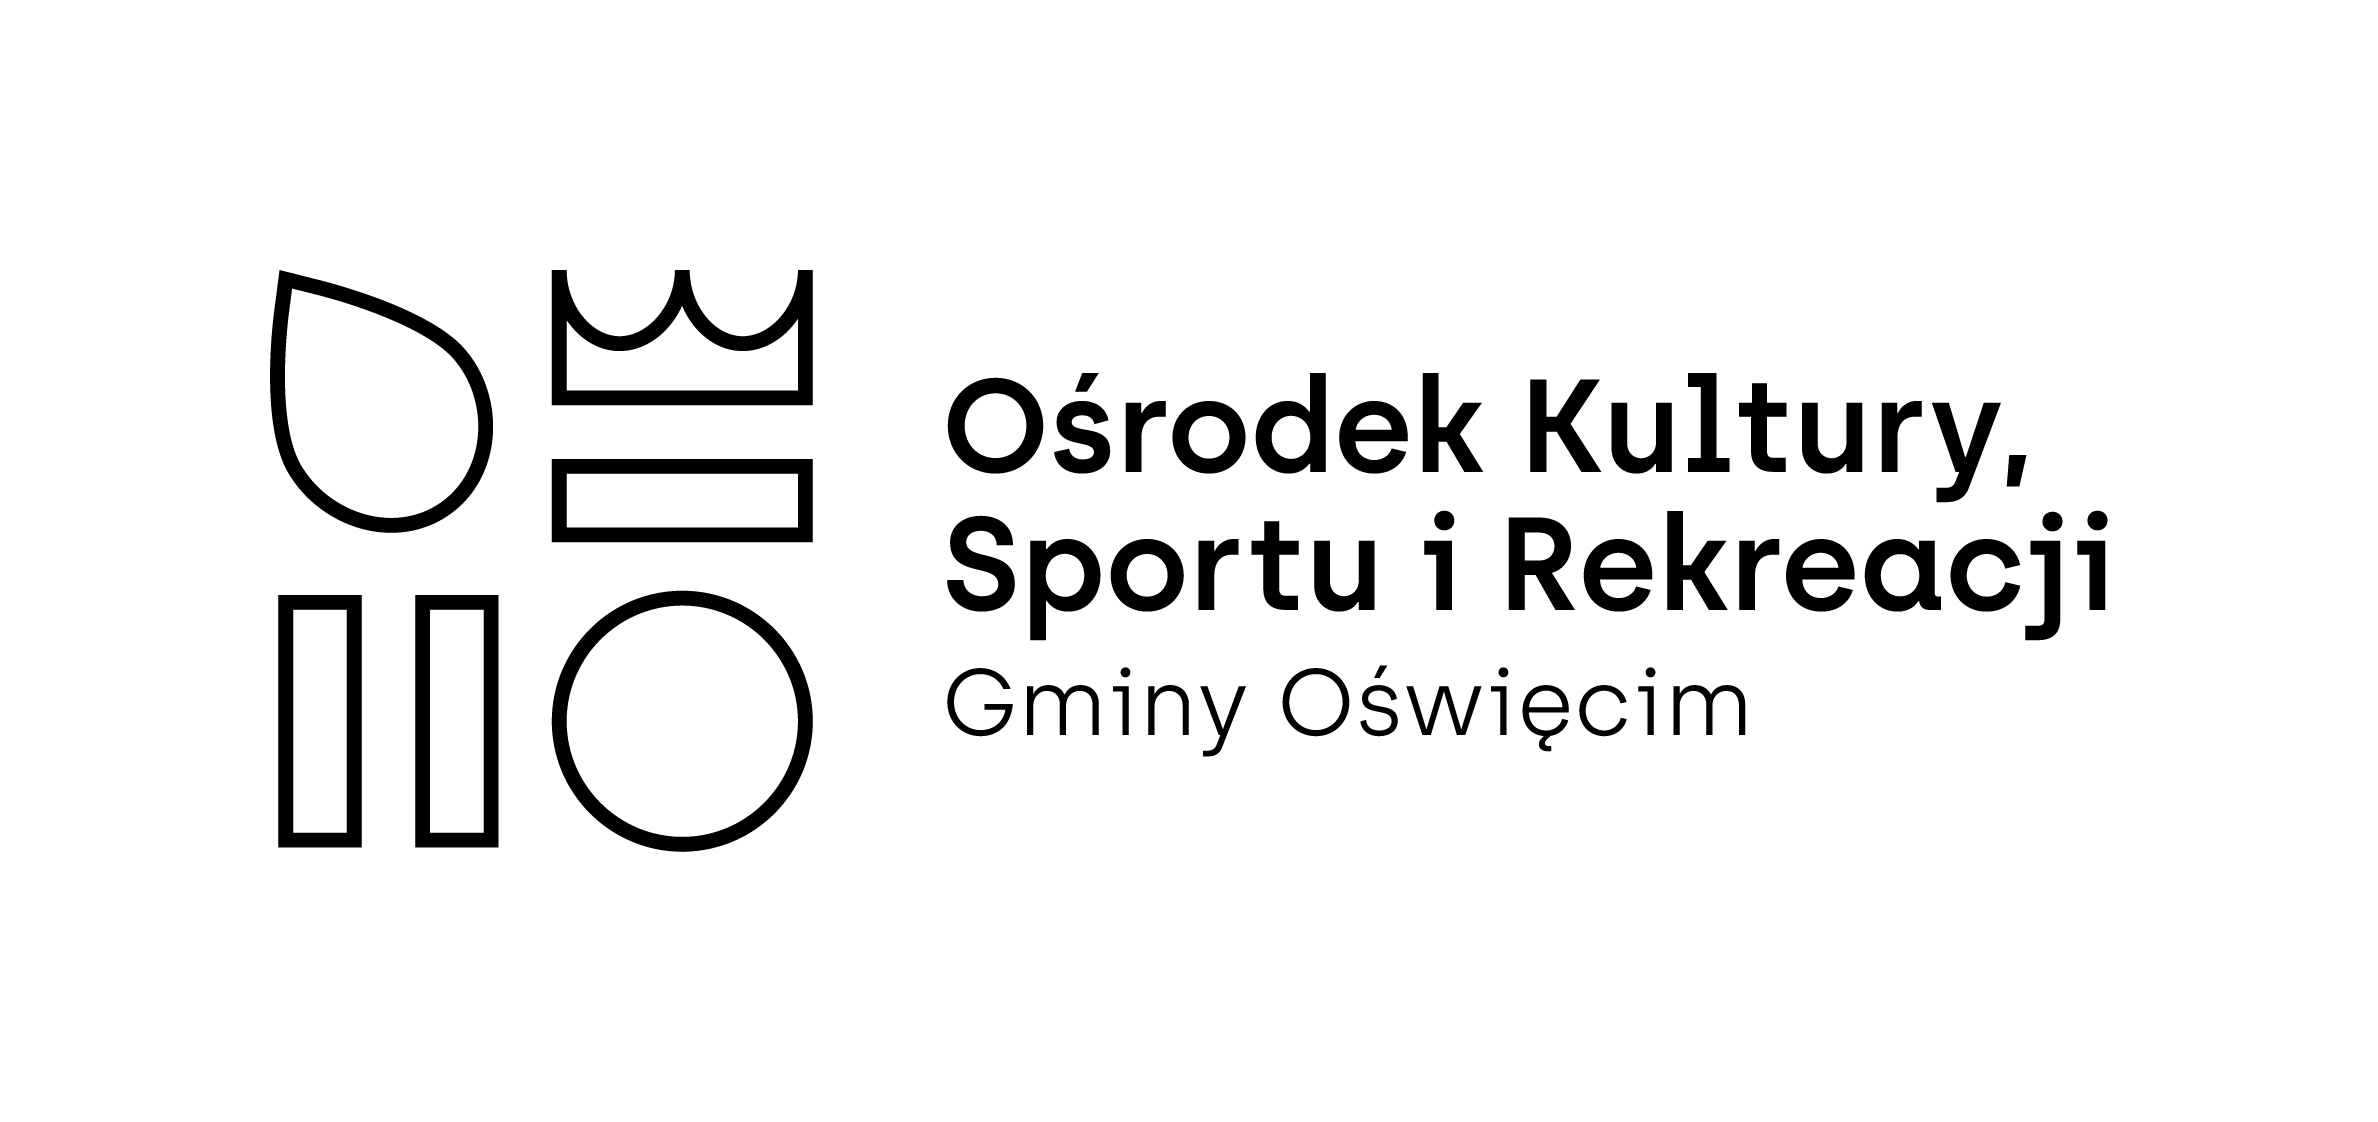 Ośrodek Kultury,
Sportu i Rekreacji
Gminy Oświęcim